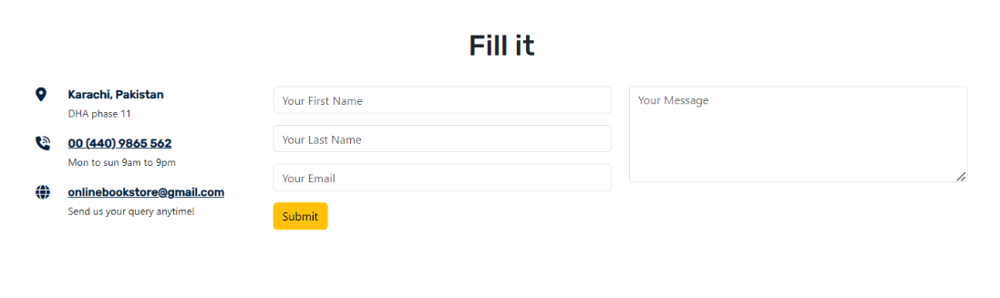 Fill it
Karachi, Pakistan
DHA phase 11
00 (440) 9865 562
Mon to sun 9am to 9pm
onlinebookstore@gmail.com
Send us your query anytime!
Your First Name
Your Last Name
Your Email
Submit
Your Message